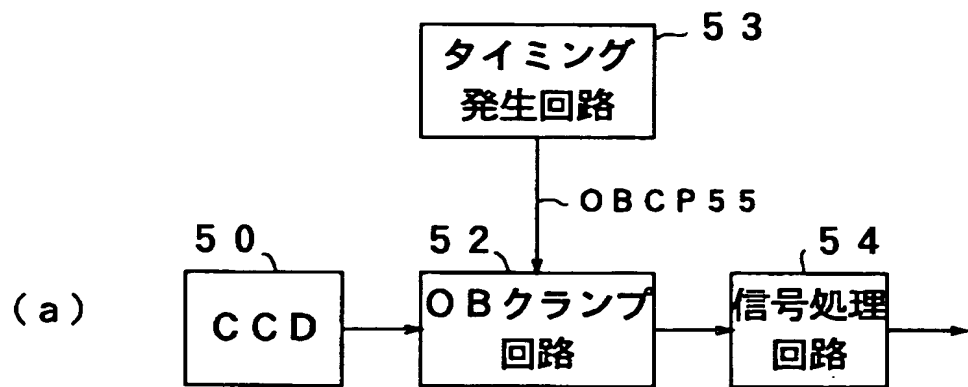 53
タイミング
発生回路
OBCP55
50
52
54
(a)
CCD
OBクランプ
回路
信号処理
回路